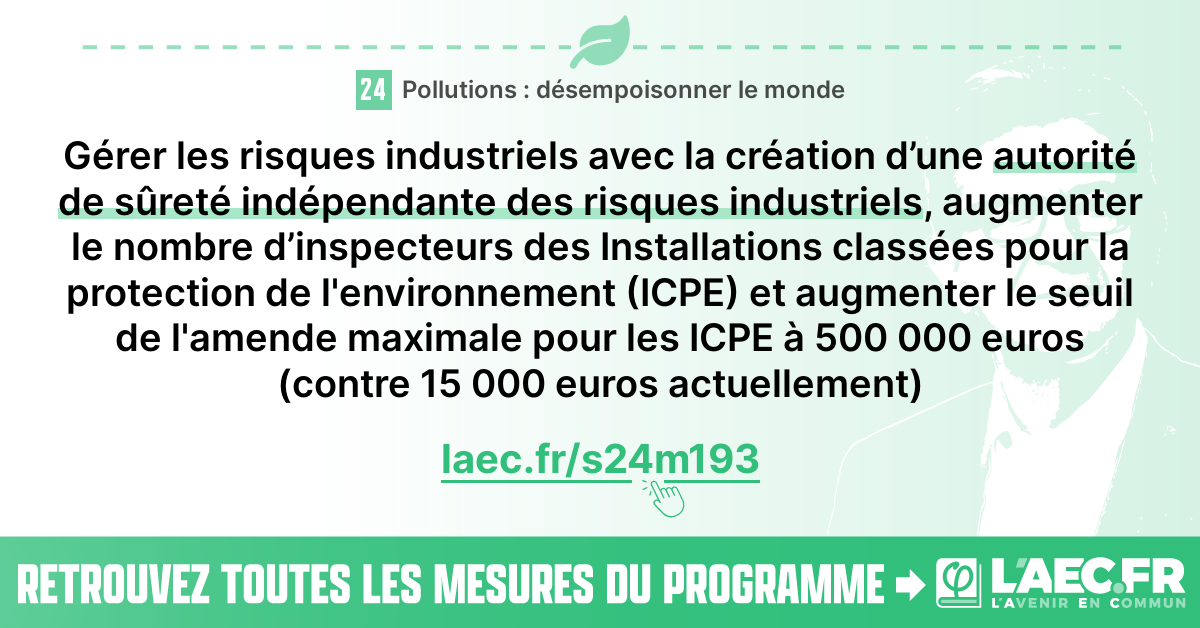 24 Pollutions : désempoisonner le monde
Gérer les risques industriels avec la création d’une autorité
de sûreté indépendante des risques industriels, augmenter
le nombre d’inspecteurs des Installations classées pour la
protection de l'environnement (ICPE) et augmenter le seuil
de l'amende maximale pour les ICPE à 500 000 euros
(contre 15 000 euros actuellement)
laec.fr/s24m193
RETROUVEZ TOUTES LES MESURES DU PROGRAMME
φ L'AEC.FR
L'AVENIR EN COMMUN